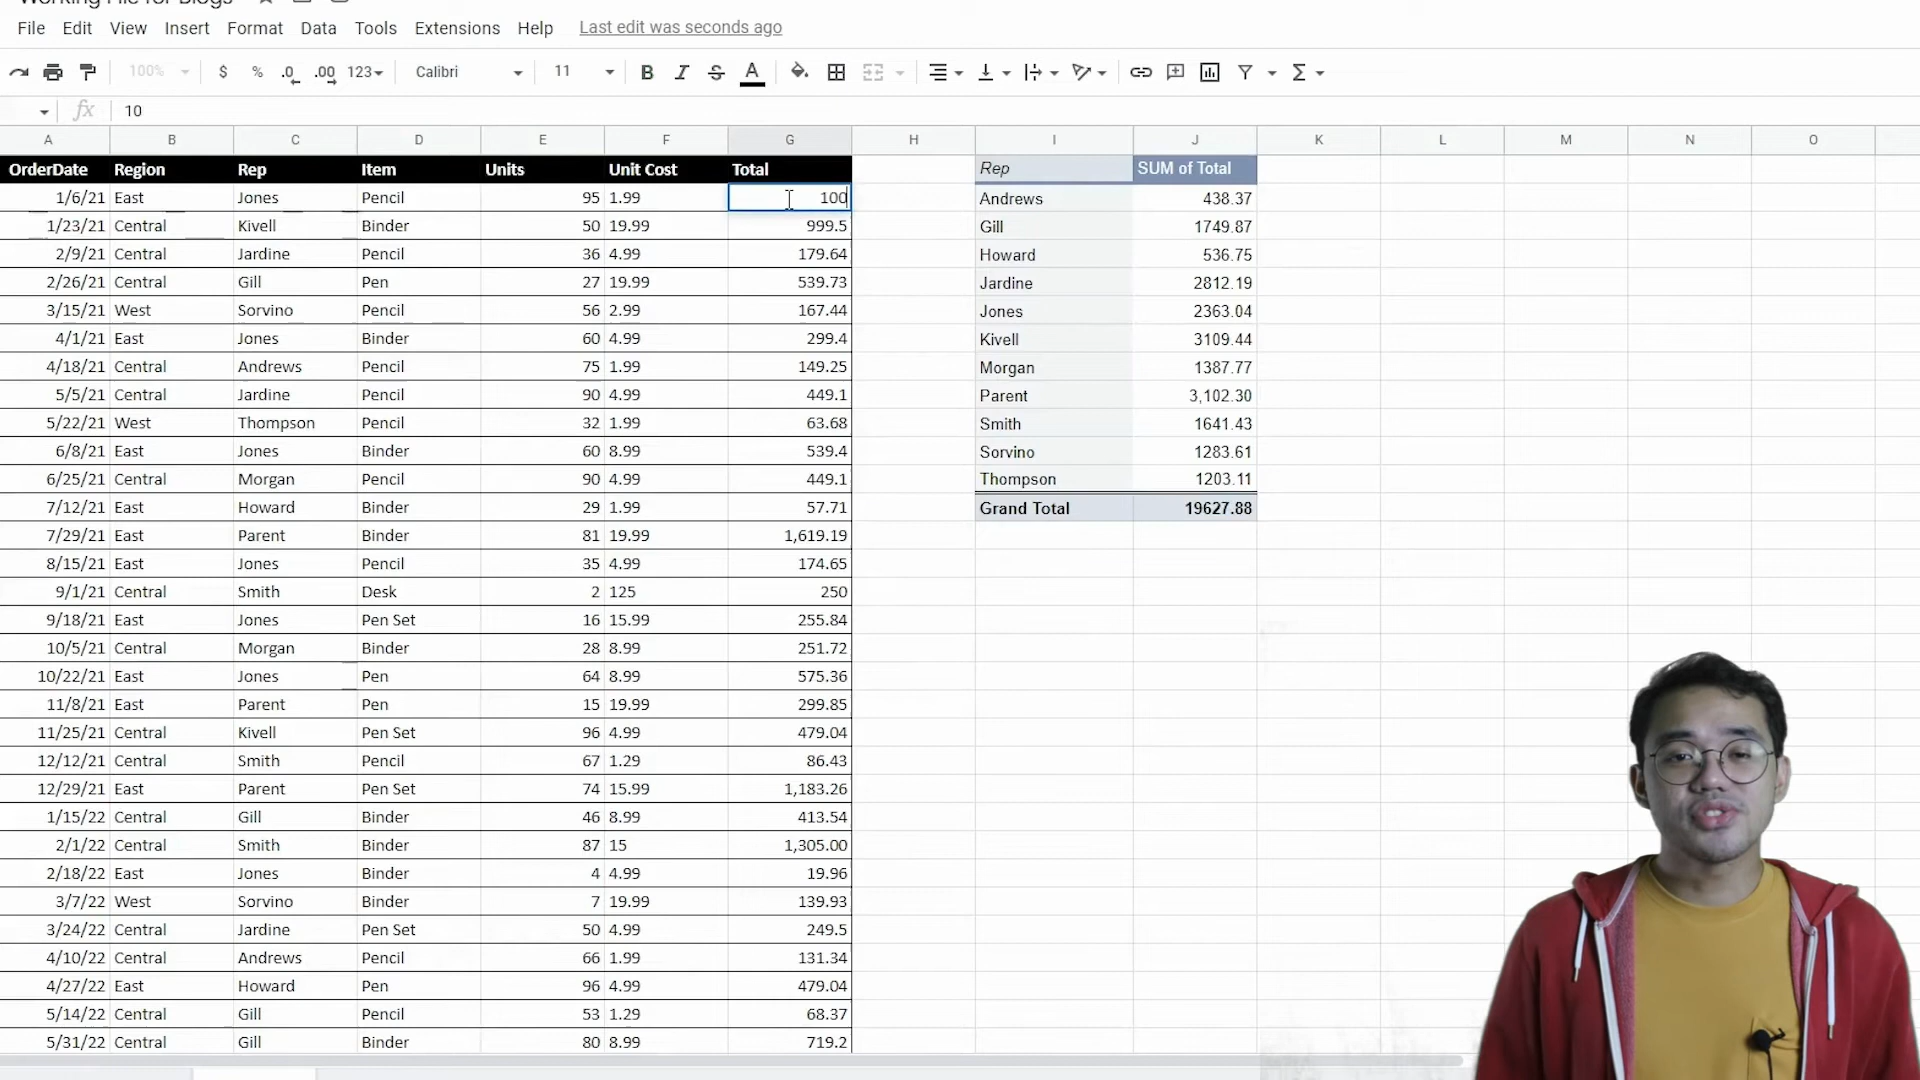 Working File for Blogs
File Edit View Insert Format Data Tools Extensions Help Last edit was seconds ago
100% $ % .0 .00 123 Calibri 11 B I S A
fx 10
A B C D E F G H I J K L M N O
OrderDate Region Rep Item Units Unit Cost Total Rep SUM of Total
1/6/21 East Jones Pencil 95 1.99 100 Andrews 438.37
1/23/21 Central Kivell Binder 50 19.99 999.5 Gill 1749.87
2/9/21 Central Jardine Pencil 36 4.99 179.64 Howard 536.75
2/26/21 Central Gill Pen 27 19.99 539.73 Jardine 2812.19
3/15/21 West Sorvino Pencil 56 2.99 167.44 Jones 2363.04
4/1/21 East Jones Binder 60 4.99 299.4 Kivell 3109.44
4/18/21 Central Andrews Pencil 75 1.99 149.25 Morgan 1387.77
5/5/21 Central Jardine Pencil 90 4.99 449.1 Parent 3,102.30
5/22/21 West Thompson Pencil 32 1.99 63.68 Smith 1641.43
6/8/21 East Jones Binder 60 8.99 539.4 Sorvino 1283.61
6/25/21 Central Morgan Pencil 90 4.99 449.1 Thompson 1203.11
7/12/21 East Howard Binder 29 1.99 57.71 Grand Total 19627.88
7/29/21 East Parent Binder 81 19.99 1,619.19
8/15/21 East Jones Pencil 35 4.99 174.65
9/1/21 Central Smith Desk 2 125 250
9/18/21 East Jones Pen Set 16 15.99 255.84
10/5/21 Central Morgan Binder 28 8.99 251.72
10/22/21 East Jones Pen 64 8.99 575.36
11/8/21 East Parent Pen 15 19.99 299.85
11/25/21 Central Kivell Pen Set 96 4.99 479.04
12/12/21 Central Smith Pencil 67 1.29 86.43
12/29/21 East Parent Pen Set 74 15.99 1,183.26
1/15/22 Central Gill Binder 46 8.99 413.54
2/1/22 Central Smith Binder 87 15 1,305.00
2/18/22 East Jones Binder 4 4.99 19.96
3/7/22 West Sorvino Binder 7 19.99 139.93
3/24/22 Central Jardine Pen Set 50 4.99 249.5
4/10/22 Central Andrews Pencil 66 1.99 131.34
4/27/22 East Howard Pen 96 4.99 479.04
5/14/22 Central Gill Pencil 53 1.29 68.37
5/31/22 Central Gill Binder 80 8.99 719.2